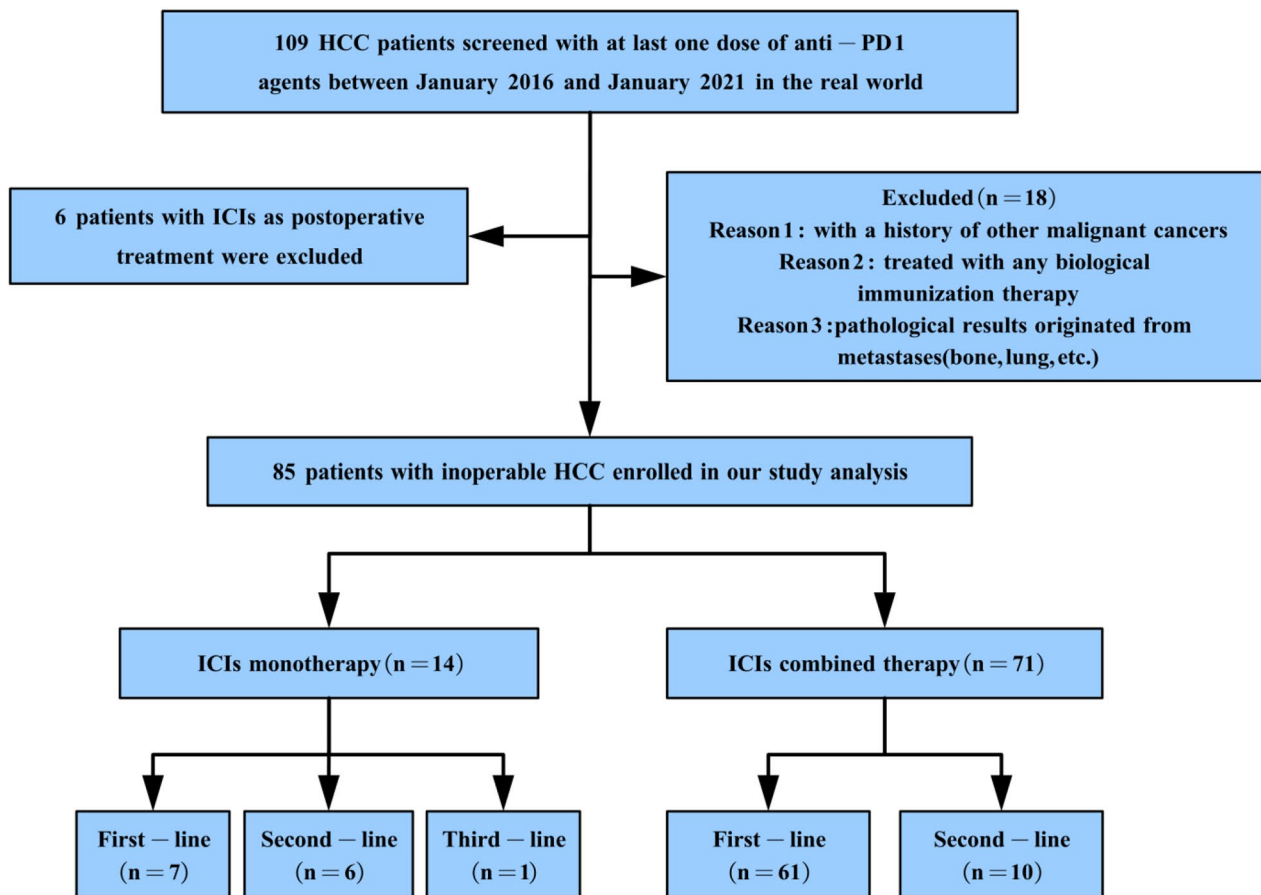 109 HCC patients screened with at last one dose of anti – PD1
agents between January 2016 and January 2021 in the real world
6 patients with ICIs as postoperative
treatment were excluded
Excluded(n=18)
Reason1: with a history of other malignant cancers
Reason2: treated with any biological
immunization therapy
Reason3:pathological results originated from
metastases(bone,lung,etc.)
85 patients with inoperable HCC enrolled in our study analysis
ICIs monotherapy(n=14)
ICIs combined therapy(n=71)
First – line
(n=7)
Second – line
(n=6)
Third – line
(n=1)
First – line
(n=61)
Second – line
(n=10)